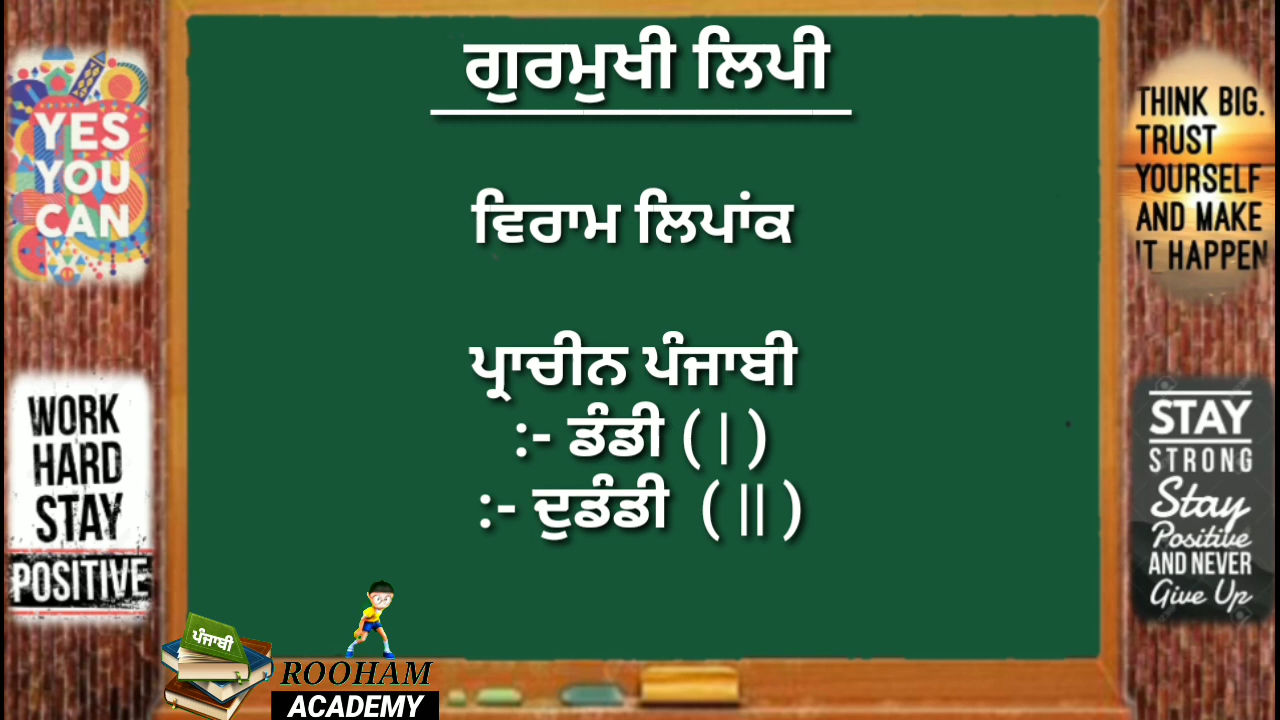 ਗੁਰਮੁਖੀ ਲਿਪੀ
ਵਿਰਾਮ ਲਿਪਾਂਕ
ਪ੍ਰਾਚੀਨ ਪੰਜਾਬੀ
:- ਡੰਡੀ ( | )
:- ਦੁਡੰਡੀ ( || )
YES
YOU
CAN
WORK
HARD
STAY
POSITIVE
THINK BIG.
TRUST
YOURSELF
AND MAKE
IT HAPPEN
STAY
STRONG
Stay
Positive
AND NEVER
Give Up
ਪੰਜਾਬੀ
ROOHAM
ACADEMY